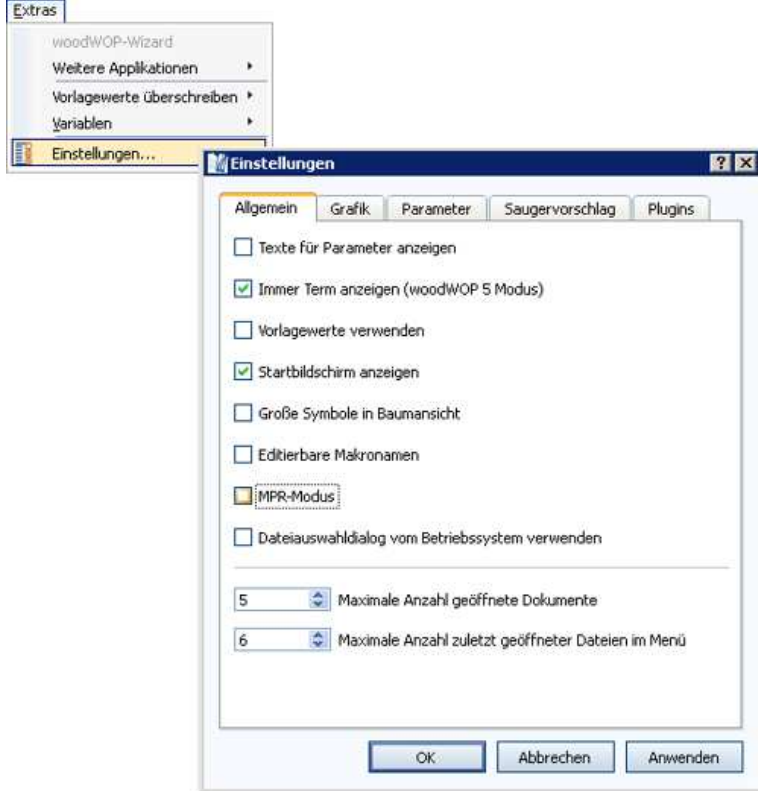 Extras
woodWOP-Wizard
Weitere Applikationen
Vorlagewerte überschreiben
Variablen
Einstellungen...
Einstellungen
Allgemein Grafik Parameter Saugervorschlag Plugins
Texte für Parameter anzeigen
Immer Term anzeigen (woodWOP 5 Modus)
Vorlagewerte verwenden
Startbildschirm anzeigen
Große Symbole in Baumansicht
Editierbare Makronamen
MPR-Modus
Dateiauswahldialog vom Betriebssystem verwenden
5 Maximale Anzahl geöffnete Dokumente
6 Maximale Anzahl zuletzt geöffneter Dateien im Menü
OK Abbrechen Anwenden